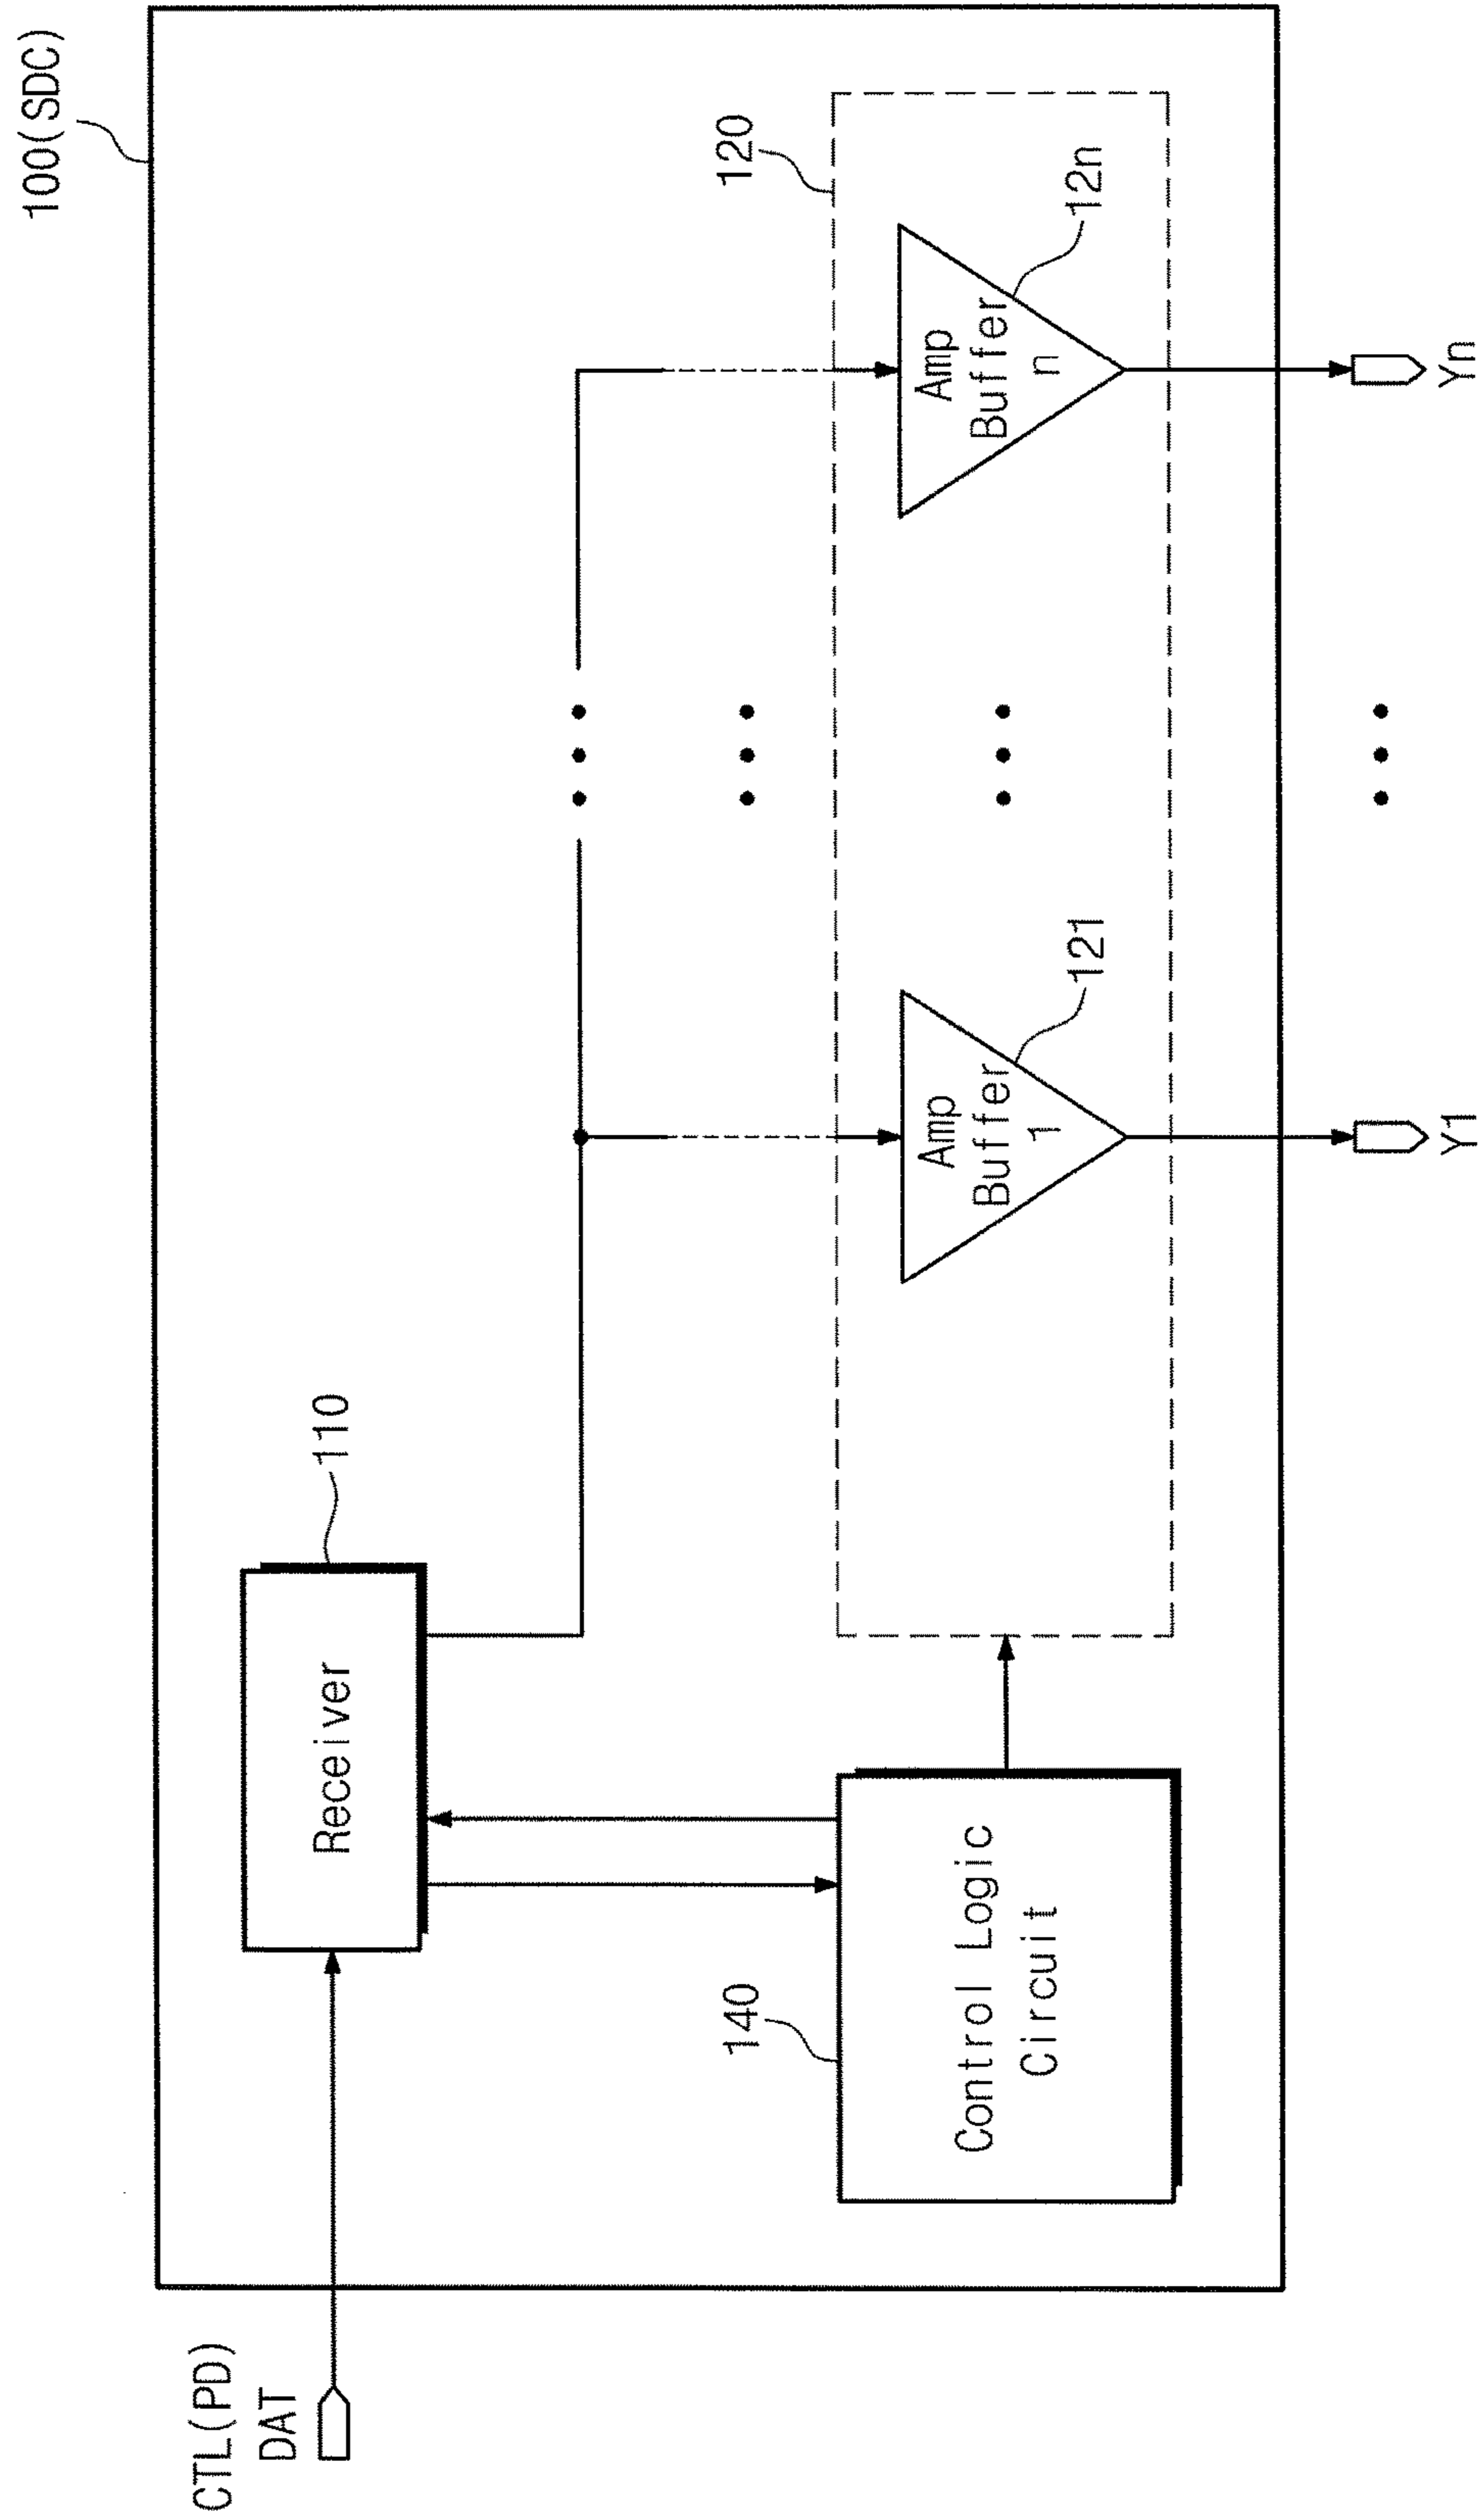 100(SDC)
CTL(PD)
DAT
Receiver
110
120
140
Control Logic
Circuit
Amp
Buffer
1
121
Amp
Buffer
n
12n
Y1
Yn